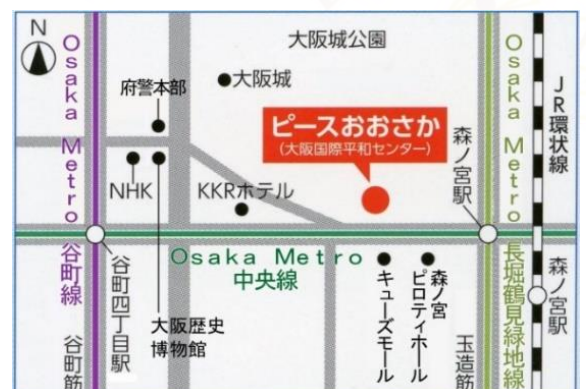 N
Osaka Metro 谷町線
府警本部
大阪城公園
大阪城
ピースおおさか
(大阪国際平和センター)
NHK
KKRホテル
森ノ宮駅
Osaka Metro 長堀鶴見緑地線
JR環状線
谷町四丁目駅
Osaka Metro
中央線
大阪歴史
博物館
キューズモール
森ノ宮
ピロティホール
森ノ宮駅
谷町筋
玉造筋